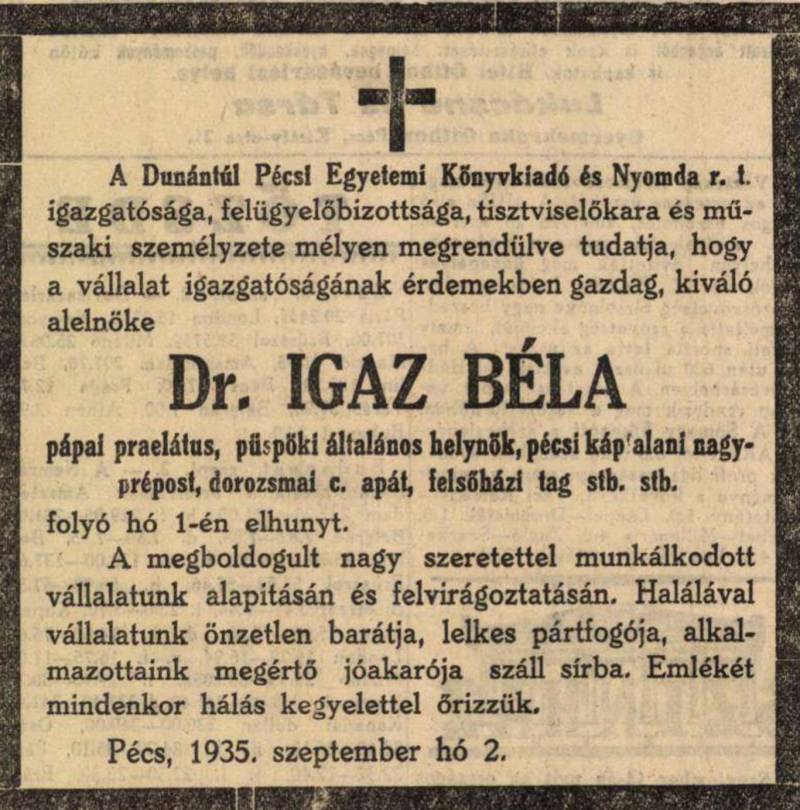 A Dunántúl Pécsi Egyetemi Könyvkiadó és Nyomda r. t.
igazgatósága, felügyelőbizottsága, tisztviselőkara és mű-
szaki személyzete mélyen megrendülve tudatja, hogy
a vállalat igazgatóságának érdemekben gazdag, kiváló
alelnöke
Dr. IGAZ BÉLA
pápai praelátus, püspöki általános helynök, pécsi káptalani nagy-
prépost, dorozsmai c. apát, felsőházi tag stb. stb.
folyó hó 1-én elhunyt.
A megboldogult nagy szeretettel munkálkodott
vállalatunk alapitásán és felvirágoztatásán. Halálával
vállalatunk önzetlen barátja, lelkes pártfogója, alkal-
mazottaink megértő jóakarója száll sírba. Emlékét
mindenkor hálás kegyelettel őrizzük.
Pécs, 1935. szeptember hó 2.